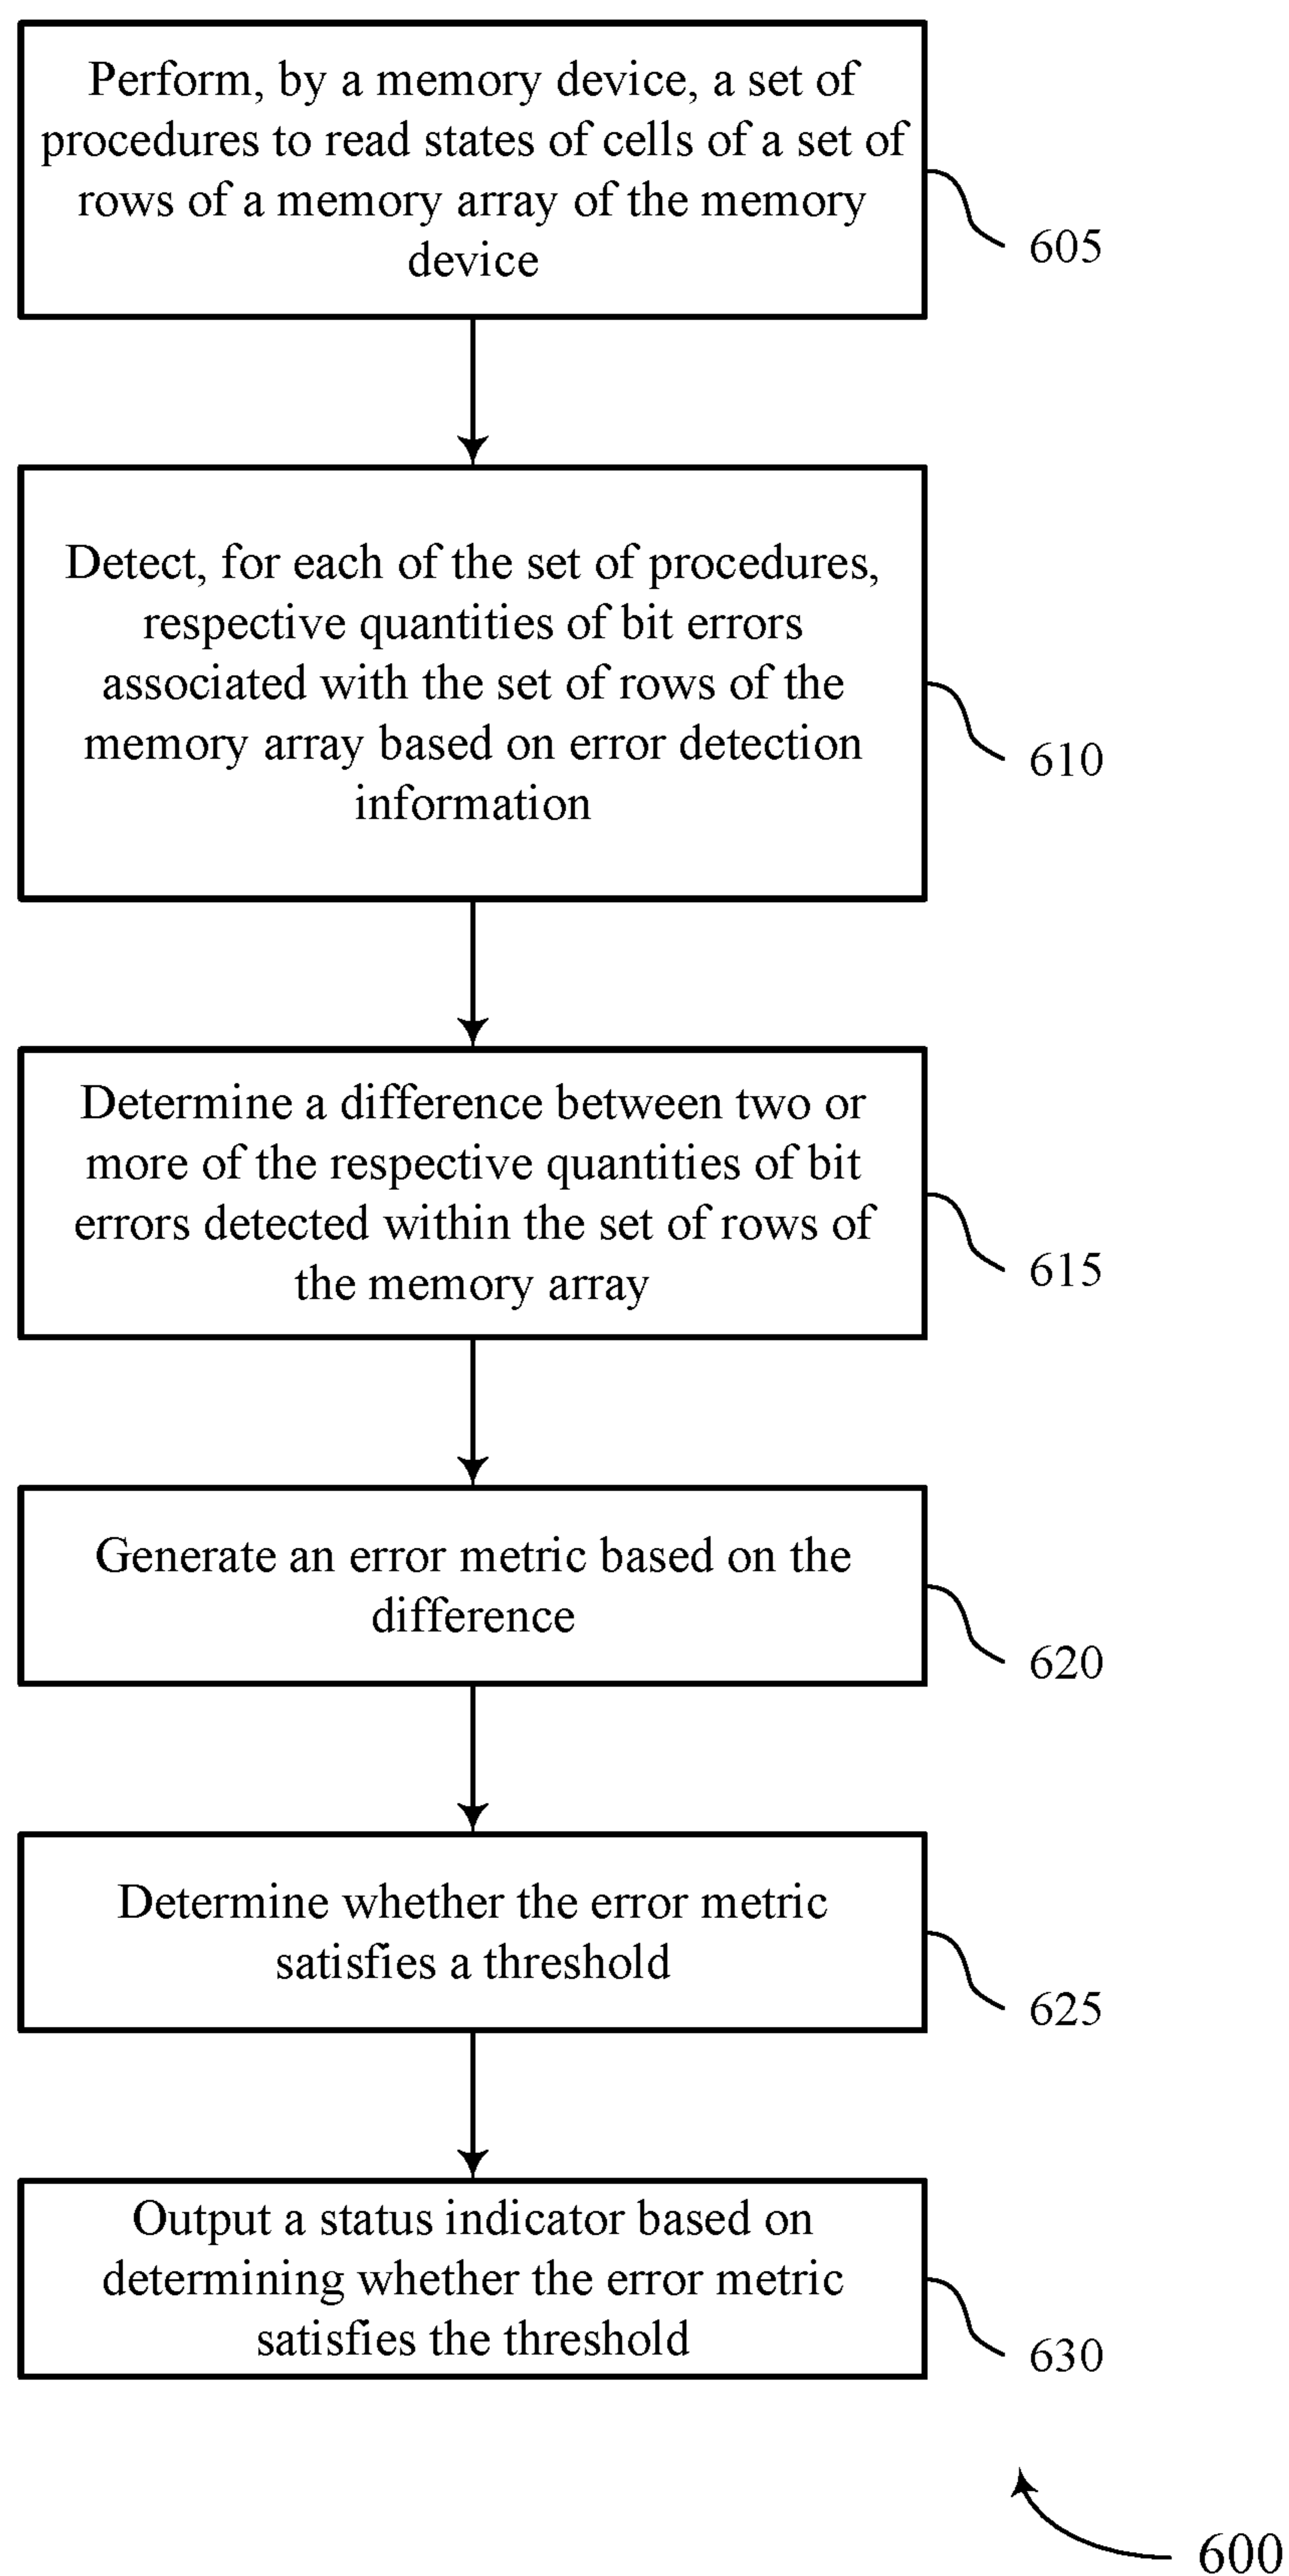 Perform, by a memory device, a set of
procedures to read states of cells of a set of
rows of a memory array of the memory
device
605
Detect, for each of the set of procedures,
respective quantities of bit errors
associated with the set of rows of the
memory array based on error detection
information
610
Determine a difference between two or
more of the respective quantities of bit
errors detected within the set of rows of
the memory array
615
Generate an error metric based on the
difference
620
Determine whether the error metric
satisfies a threshold
625
Output a status indicator based on
determining whether the error metric
satisfies the threshold
630
600